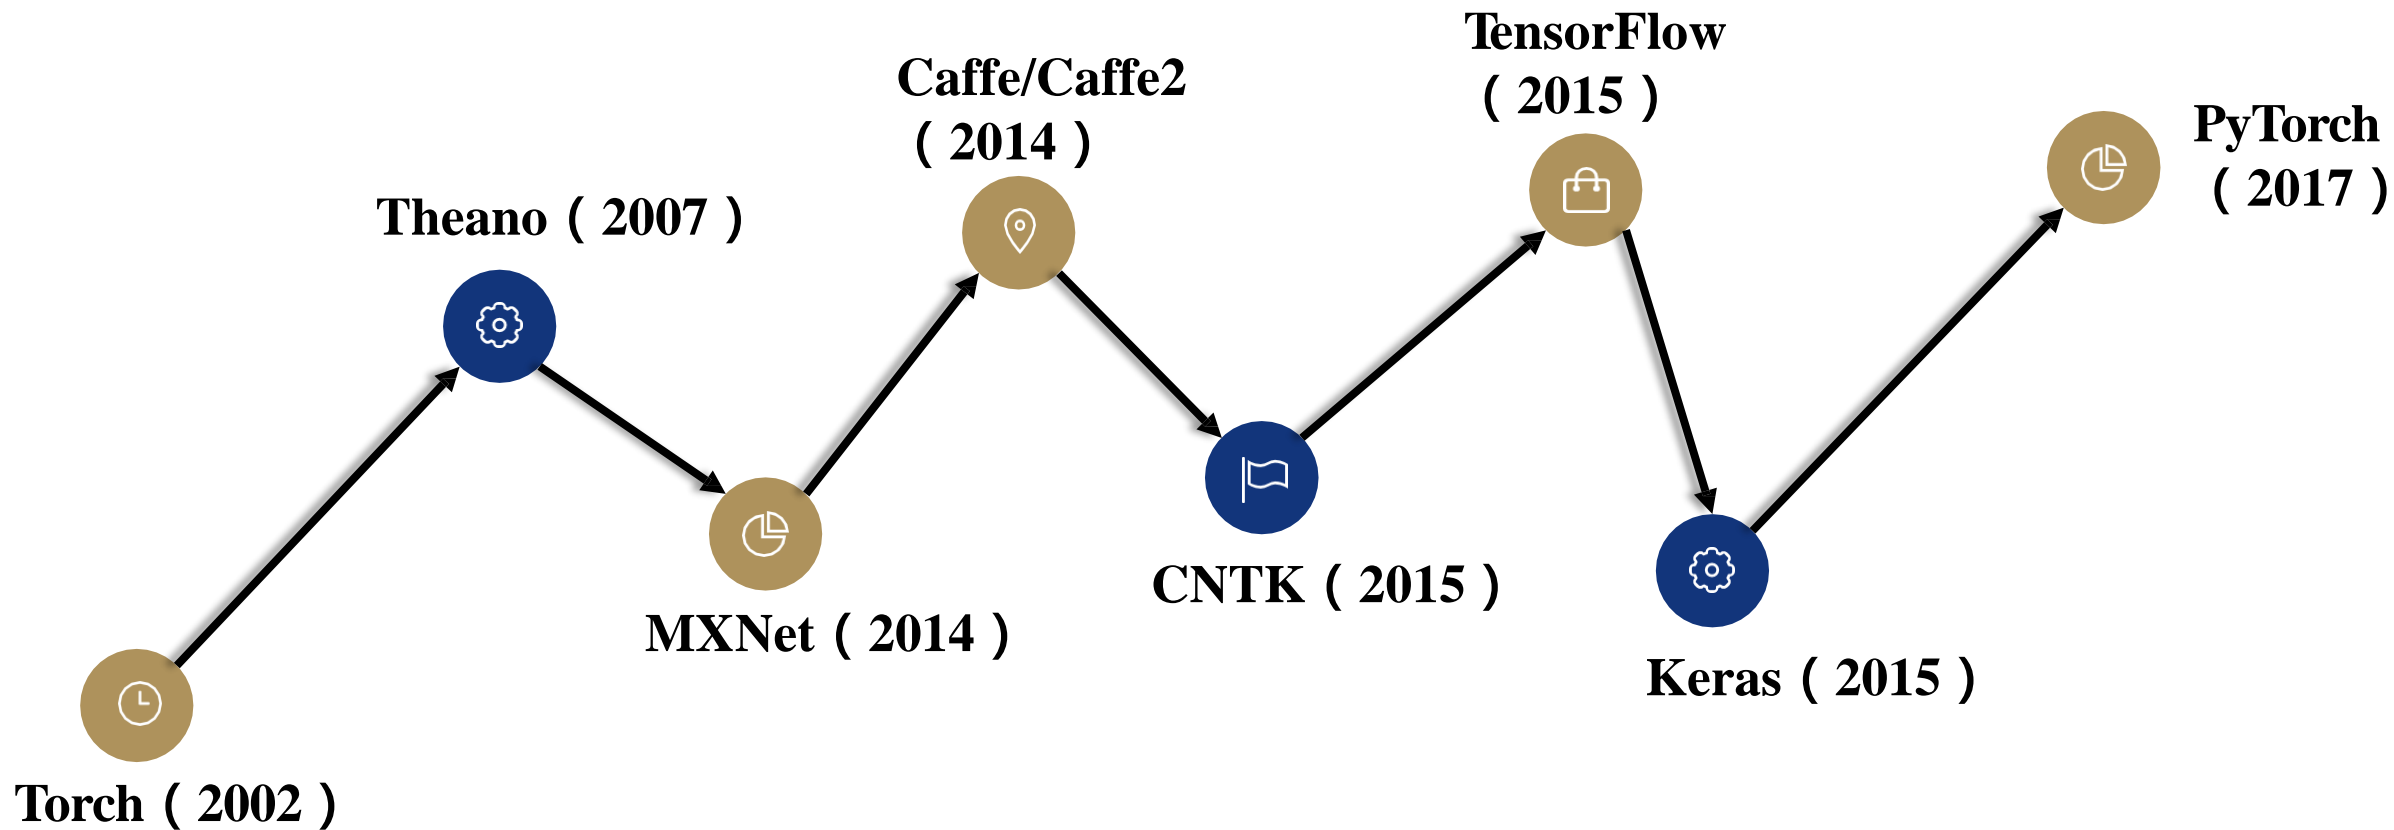 Torch ( 2002 )
Theano ( 2007 )
MXNet ( 2014 )
Caffe/Caffe2
( 2014 )
CNTK ( 2015 )
TensorFlow
( 2015 )
Keras ( 2015 )
PyTorch
( 2017 )